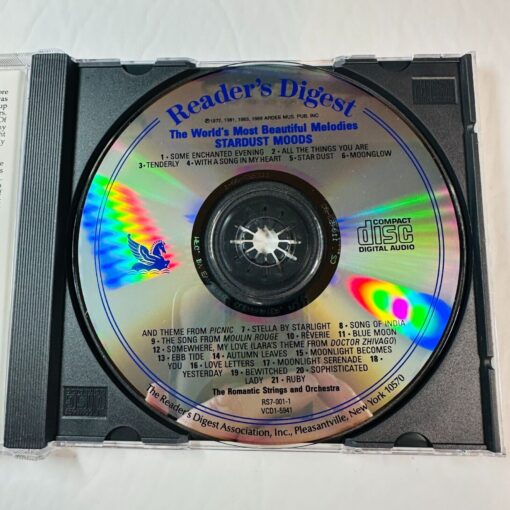 Reader's Digest
℗1972, 1981, 1983, 1988 ARDEE MUS. PUB. INC
The World's Most Beautiful Melodies
STARDUST MOODS
1 • SOME ENCHANTED EVENING 2 • ALL THE THINGS YOU ARE
3 • TENDERLY 4 • WITH A SONG IN MY HEART 5 • STAR DUST 6 • MOONGLOW
COMPACT
disc
DIGITAL AUDIO
AND THEME FROM PICNIC 7 • STELLA BY STARLIGHT 8 • SONG OF INDIA
9 • THE SONG FROM MOULIN ROUGE 10 • RÊVERIE 11 • BLUE MOON
12 • SOMEWHERE, MY LOVE (LARA'S THEME FROM DOCTOR ZHIVAGO)
13 • EBB TIDE 14 • AUTUMN LEAVES 15 • MOONLIGHT BECOMES
YOU 16 • LOVE LETTERS 17 • MOONLIGHT SERENADE 18 •
YESTERDAY 19 • BEWITCHED 20 • SOPHISTICATED
LADY 21 • RUBY
The Romantic Strings and Orchestra
RS7-001-1
VCD1-5941
The Reader's Digest Association, Inc., Pleasantville, New York 10570